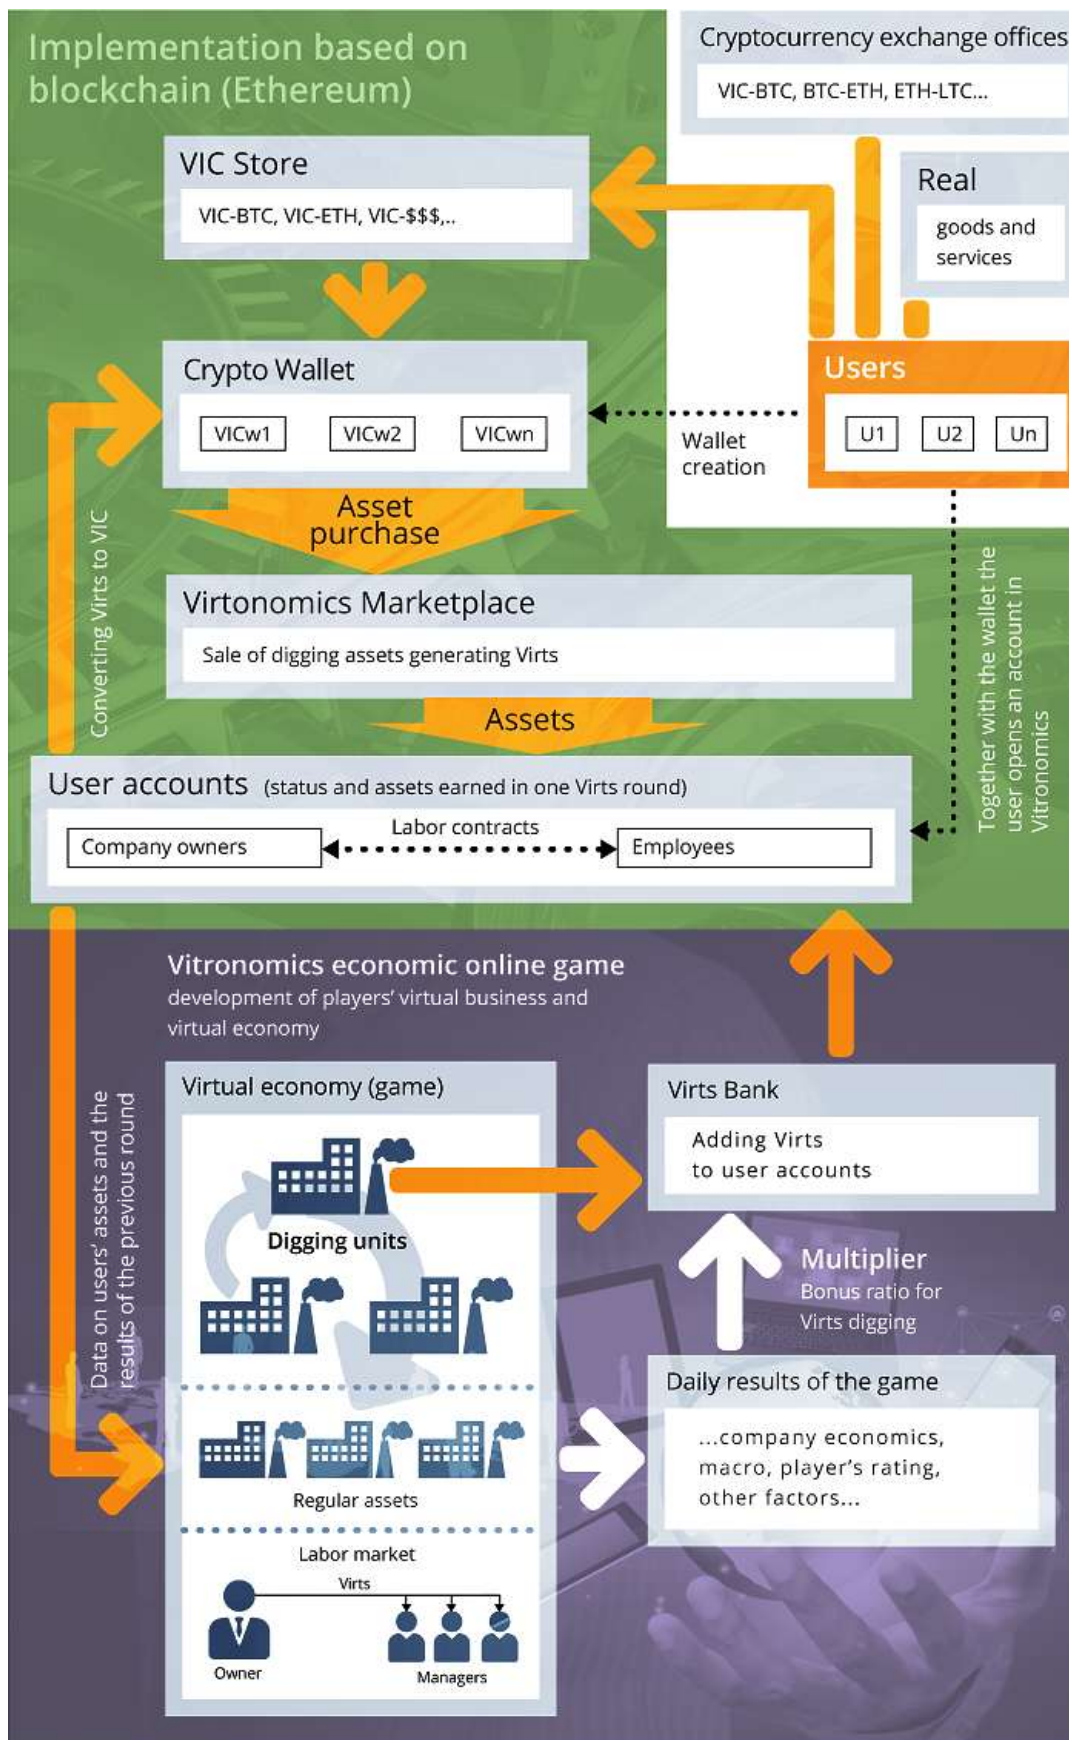 Implementation based on
blockchain (Ethereum)
Cryptocurrency exchange offices
VIC-BTC, BTC-ETH, ETH-LTC...
VIC Store
VIC-BTC, VIC-ETH, VIC-$$$,..
Real
goods and
services
Crypto Wallet
VICw1
VICw2
VICwn
Users
U1
U2
Un
Wallet
creation
Asset
purchase
Converting Virts to VIC
Virtonomics Marketplace
Sale of digging assets generating Virts
Together with the wallet the
user opens an account in
Vitronomics
Assets
User accounts (status and assets earned in one Virts round)
Company owners
Labor contracts
Employees
Vitronomics economic online game
development of players’ virtual business and
virtual economy
Data on users’ assets and the
results of the previous round
Virtual economy (game)
Digging units
Regular assets
Labor market
Virts
Owner
Managers
Virts Bank
Adding Virts
to user accounts
Multiplier
Bonus ratio for
Virts digging
Daily results of the game
...company economics,
macro, player’s rating,
other factors...